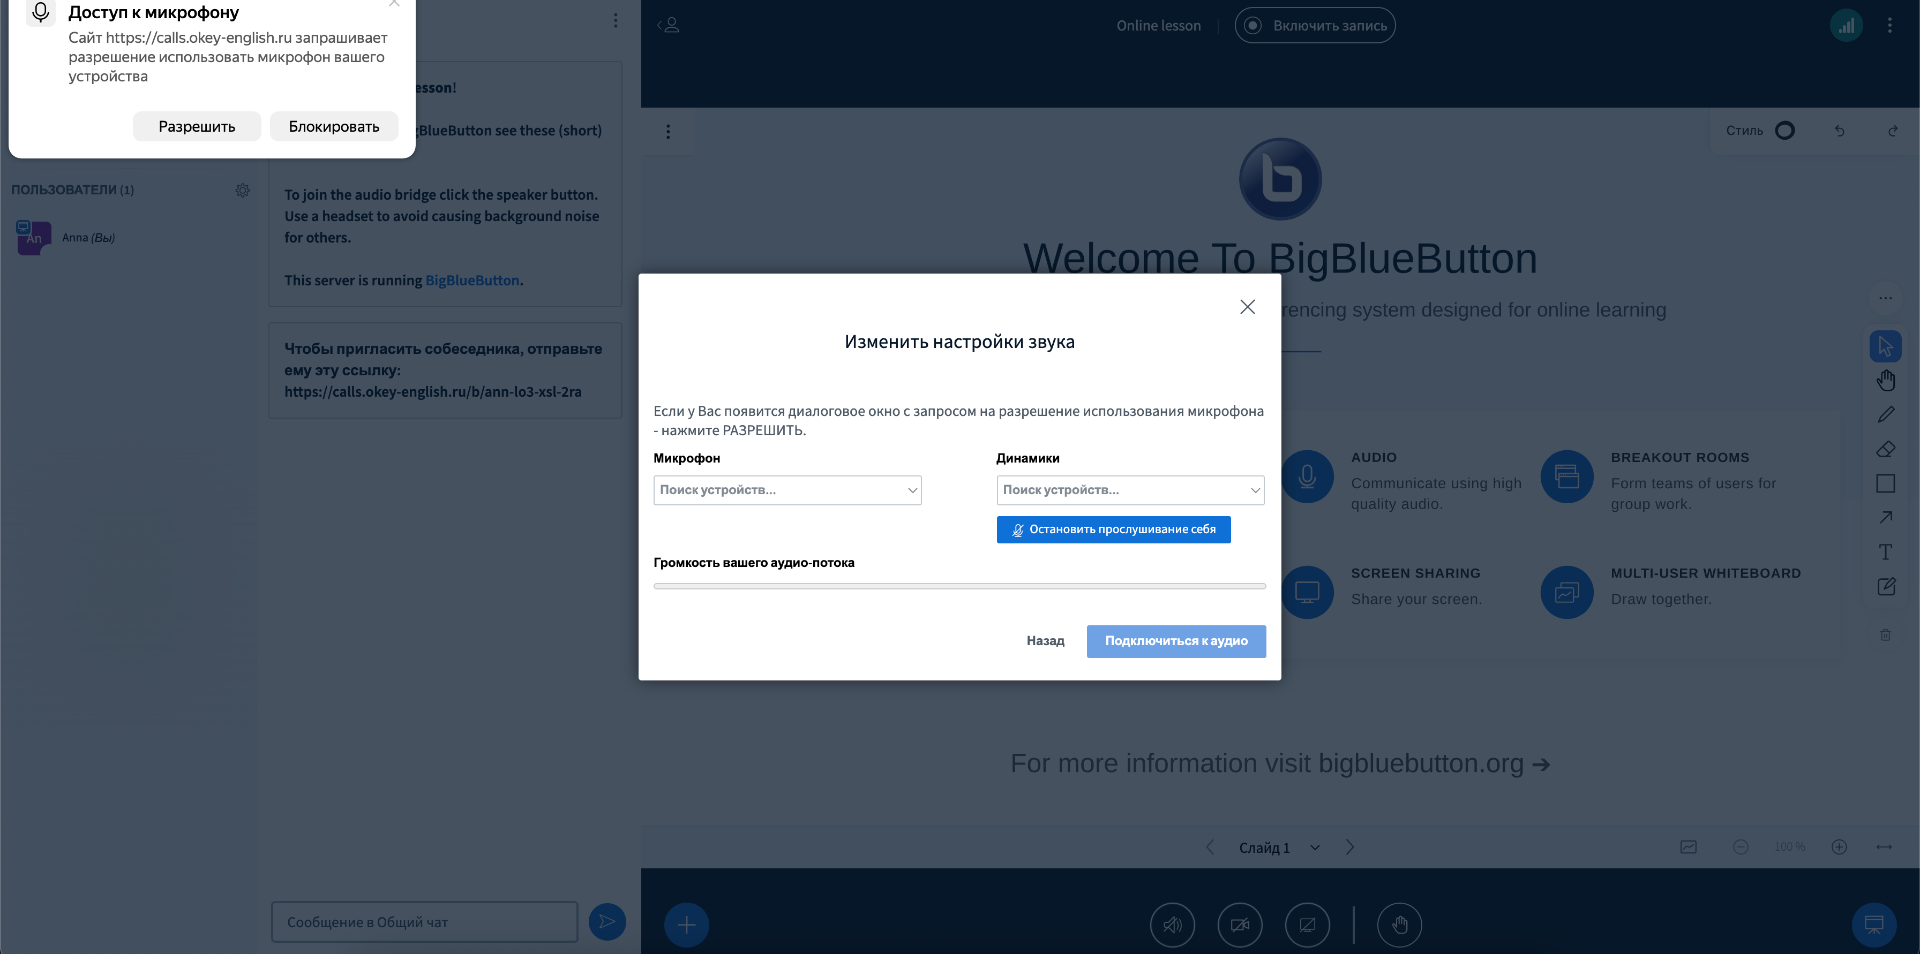 Доступ к микрофону
Сайт https://calls.okey-english.ru запрашивает
разрешение использовать микрофон вашего
устройства
Разрешить
Блокировать
Online lesson
Включить запись
esson!
gBlueButton see these (short)
To join the audio bridge click the speaker button.
Use a headset to avoid causing background noise
for others.
This server is running BigBlueButton.
Чтобы пригласить собеседника, отправьте
ему эту ссылку:
https://calls.okey-english.ru/b/ann-lo3-xsl-2ra
ПОЛЬЗОВАТЕЛИ (1)
An
Anna (Вы)
Стиль
Welcome To BigBlueButton
rencing system designed for online learning
Изменить настройки звука
Если у Вас появится диалоговое окно с запросом на разрешение использования микрофона
- нажмите РАЗРЕШИТЬ.
Микрофон
Динамики
Поиск устройств...
Поиск устройств...
Остановить прослушивание себя
Громкость вашего аудио-потока
Назад
Подключиться к аудио
AUDIO
Communicate using high
quality audio.
BREAKOUT ROOMS
Form teams of users for
group work.
SCREEN SHARING
Share your screen.
MULTI-USER WHITEBOARD
Draw together.
For more information visit bigbluebutton.org →
Слайд 1
100 %
Сообщение в Общий чат